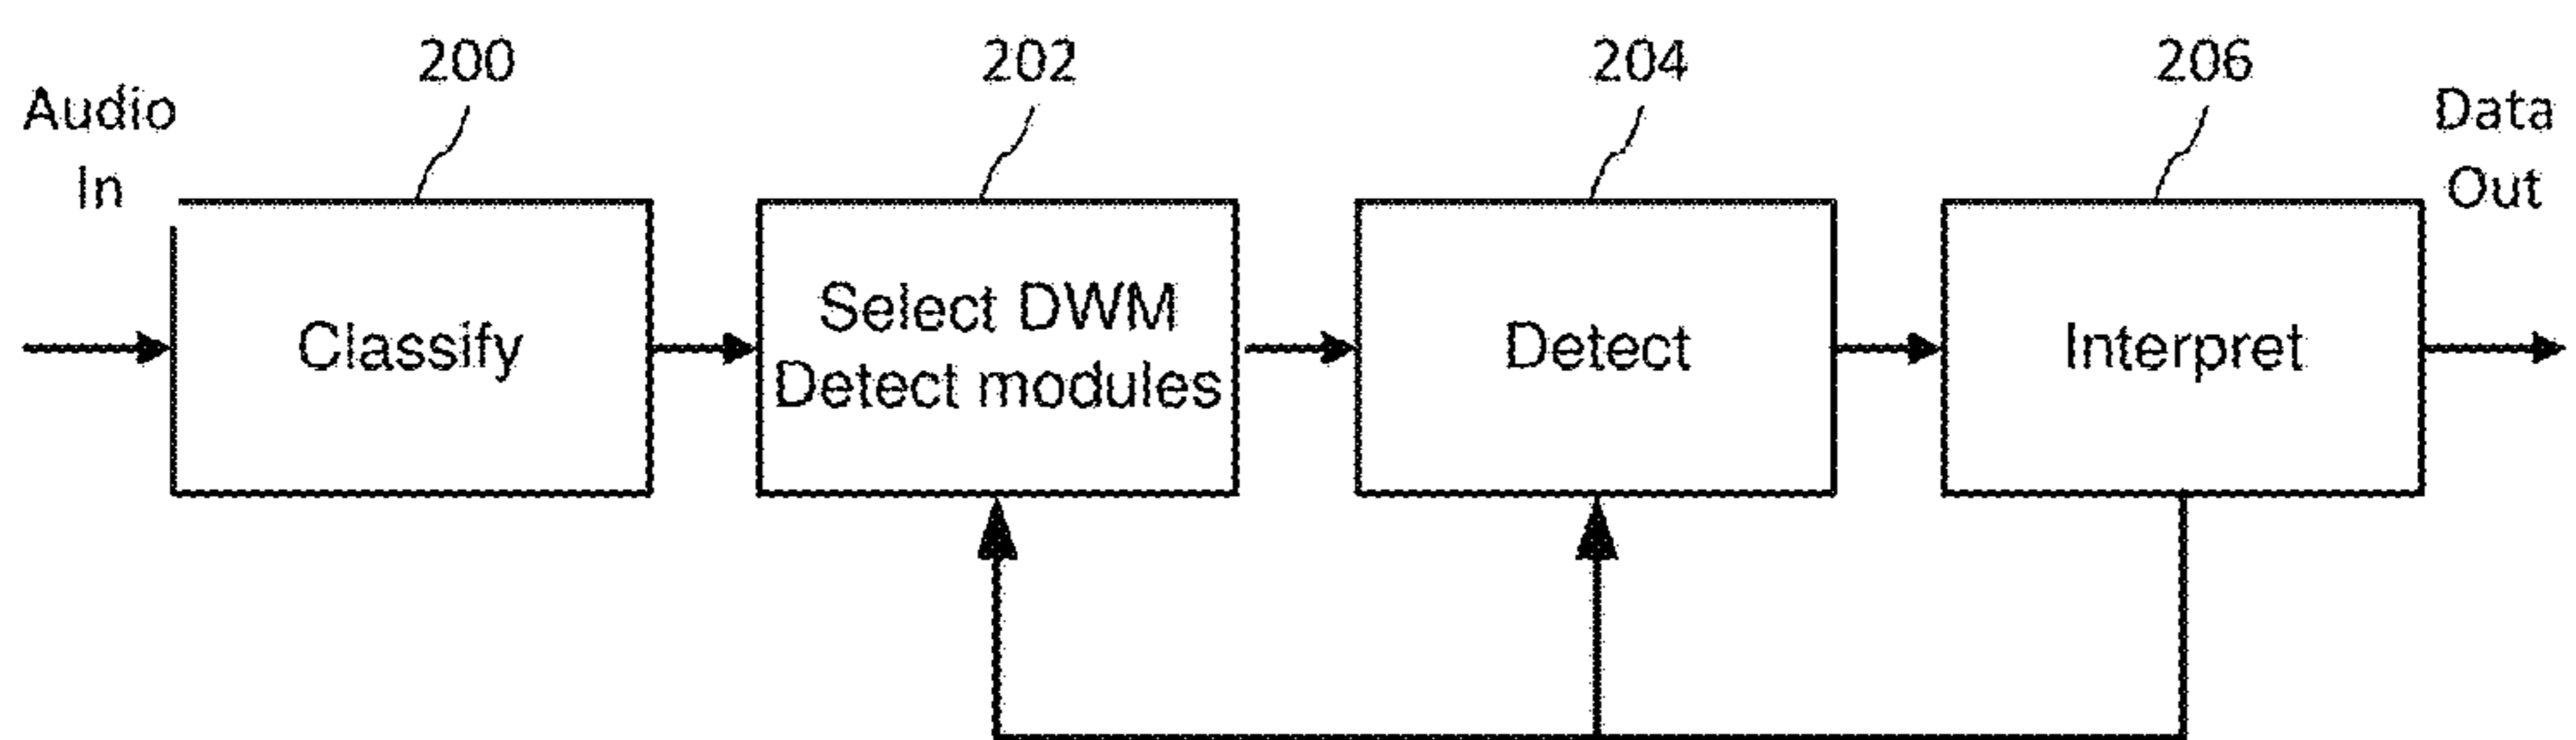 200
202
204
206
Audio
In
Data
Out
Classify
Select DWM
Detect modules
Detect
Interpret